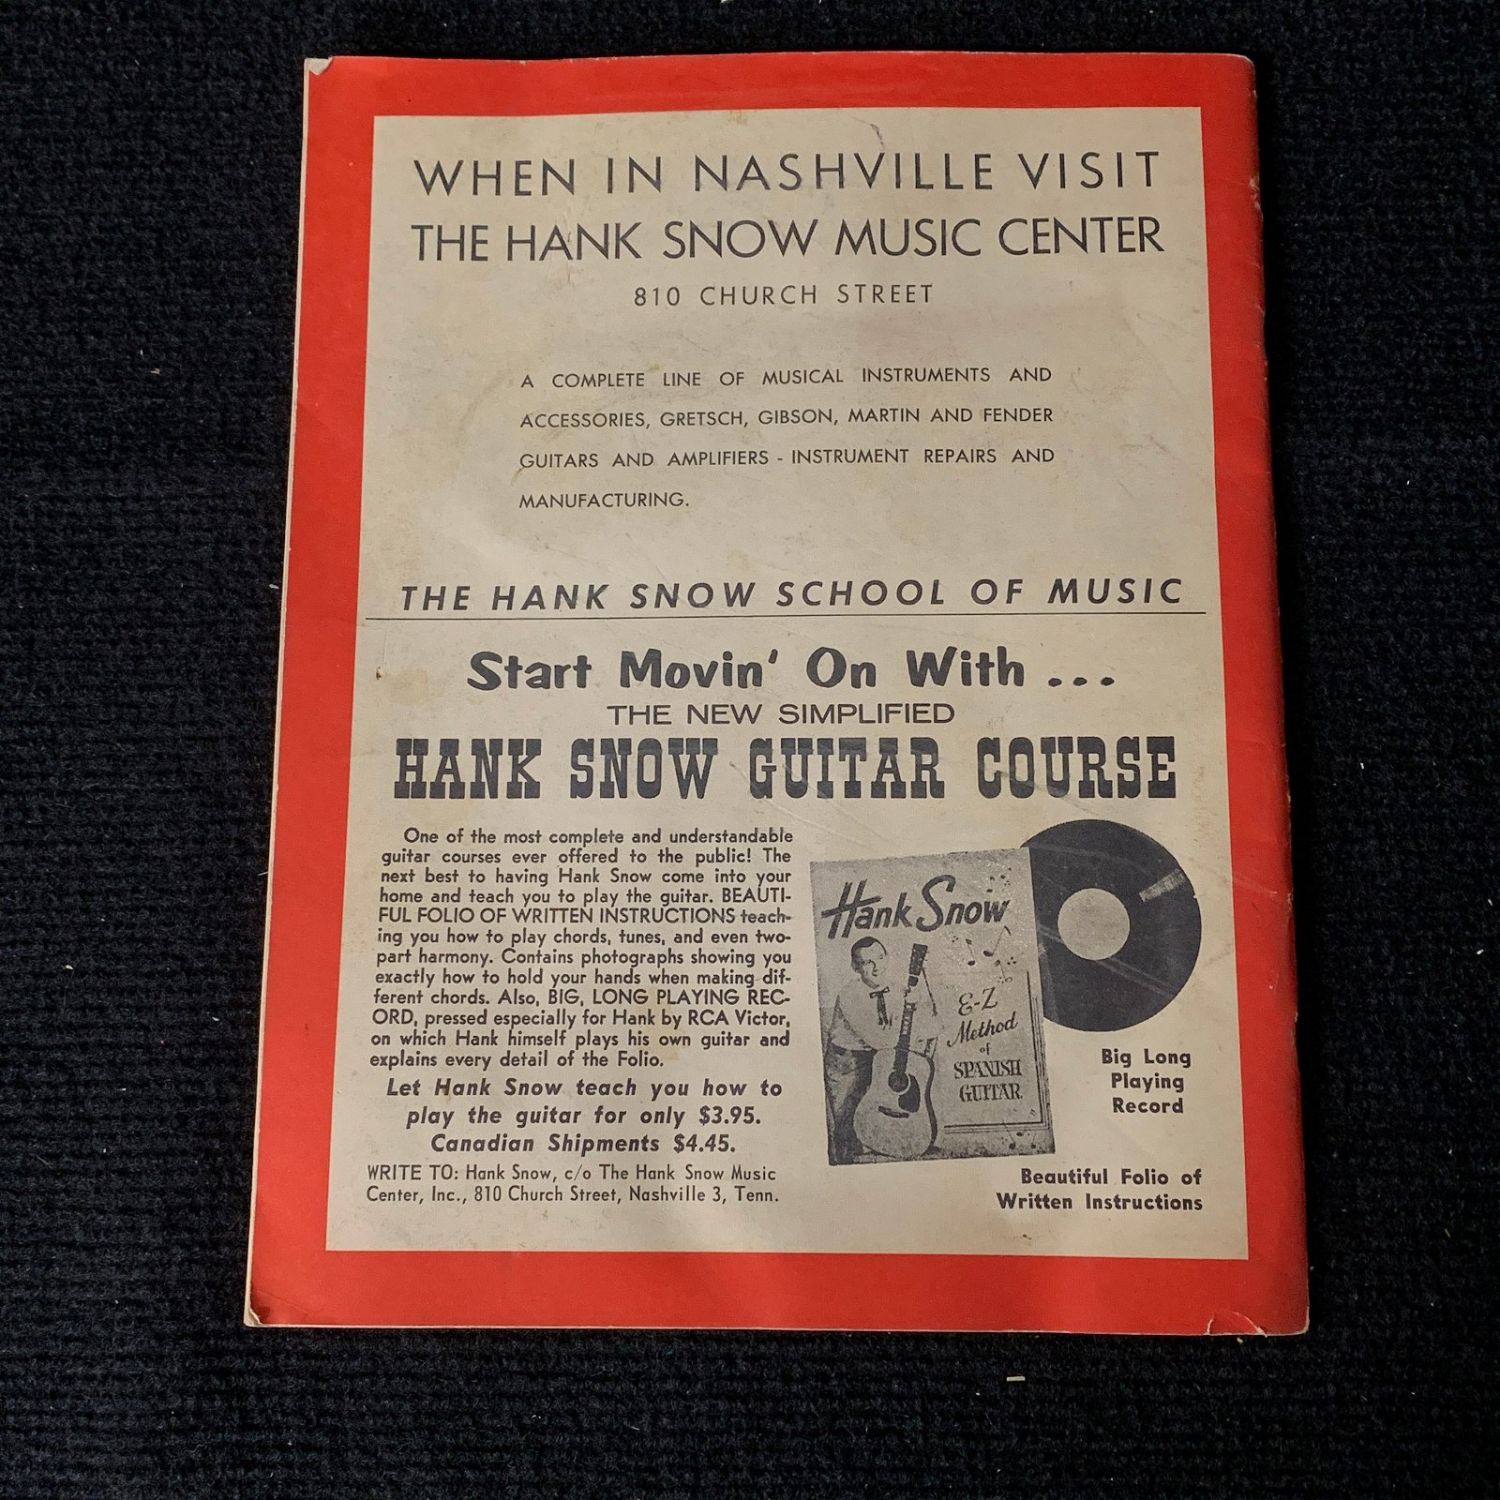 WHEN IN NASHVILLE VISIT
THE HANK SNOW MUSIC CENTER
810 CHURCH STREET
A COMPLETE LINE OF MUSICAL INSTRUMENTS AND
ACCESSORIES, GRETSCH, GIBSON, MARTIN AND FENDER
GUITARS AND AMPLIFIERS - INSTRUMENT REPAIRS AND
MANUFACTURING.
THE HANK SNOW SCHOOL OF MUSIC
Start Movin' On With ...
THE NEW SIMPLIFIED
HANK SNOW GUITAR COURSE
One of the most complete and understandable
guitar courses ever offered to the public! The
next best to having Hank Snow come into your
home and teach you to play the guitar. BEAUTI-
FUL FOLIO OF WRITTEN INSTRUCTIONS teach-
ing you how to play chords, tunes, and even two-
part harmony. Contains photographs showing you
exactly how to hold your hands when making dif-
ferent chords. Also, BIG, LONG PLAYING REC-
ORD, pressed especially for Hank by RCA Victor,
on which Hank himself plays his own guitar and
explains every detail of the Folio.
Let Hank Snow teach you how to
play the guitar for only $3.95.
Canadian Shipments $4.45.
WRITE TO: Hank Snow, c/o The Hank Snow Music
Center, Inc., 810 Church Street, Nashville 3, Tenn.
Hank Snow
E-Z
Method
of
SPANISH
GUITAR
Big Long
Playing
Record
Beautiful Folio of
Written Instructions